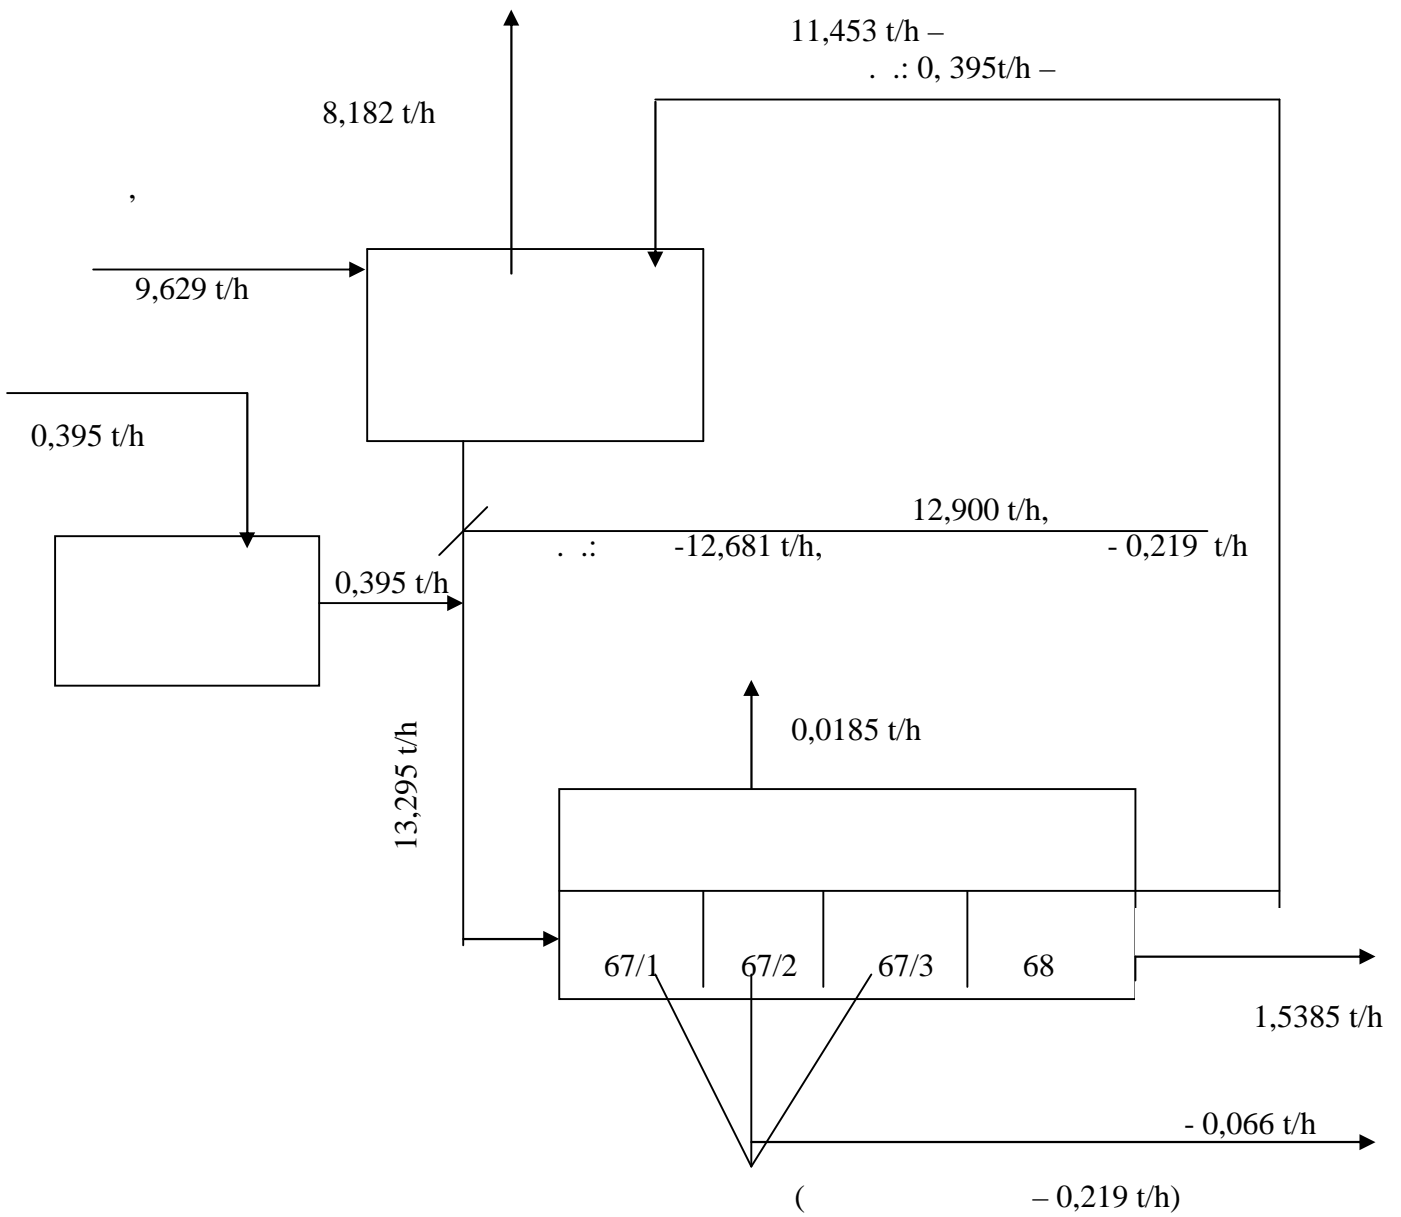 11,453 t/h –
. .: 0, 395t/h –
8,182 t/h
,
9,629 t/h
0,395 t/h
12,900 t/h,
. .: -12,681 t/h, - 0,219 t/h
0,395 t/h
13,295 t/h
0,0185 t/h
67/1 67/2 67/3 68
1,5385 t/h
- 0,066 t/h
( – 0,219 t/h)